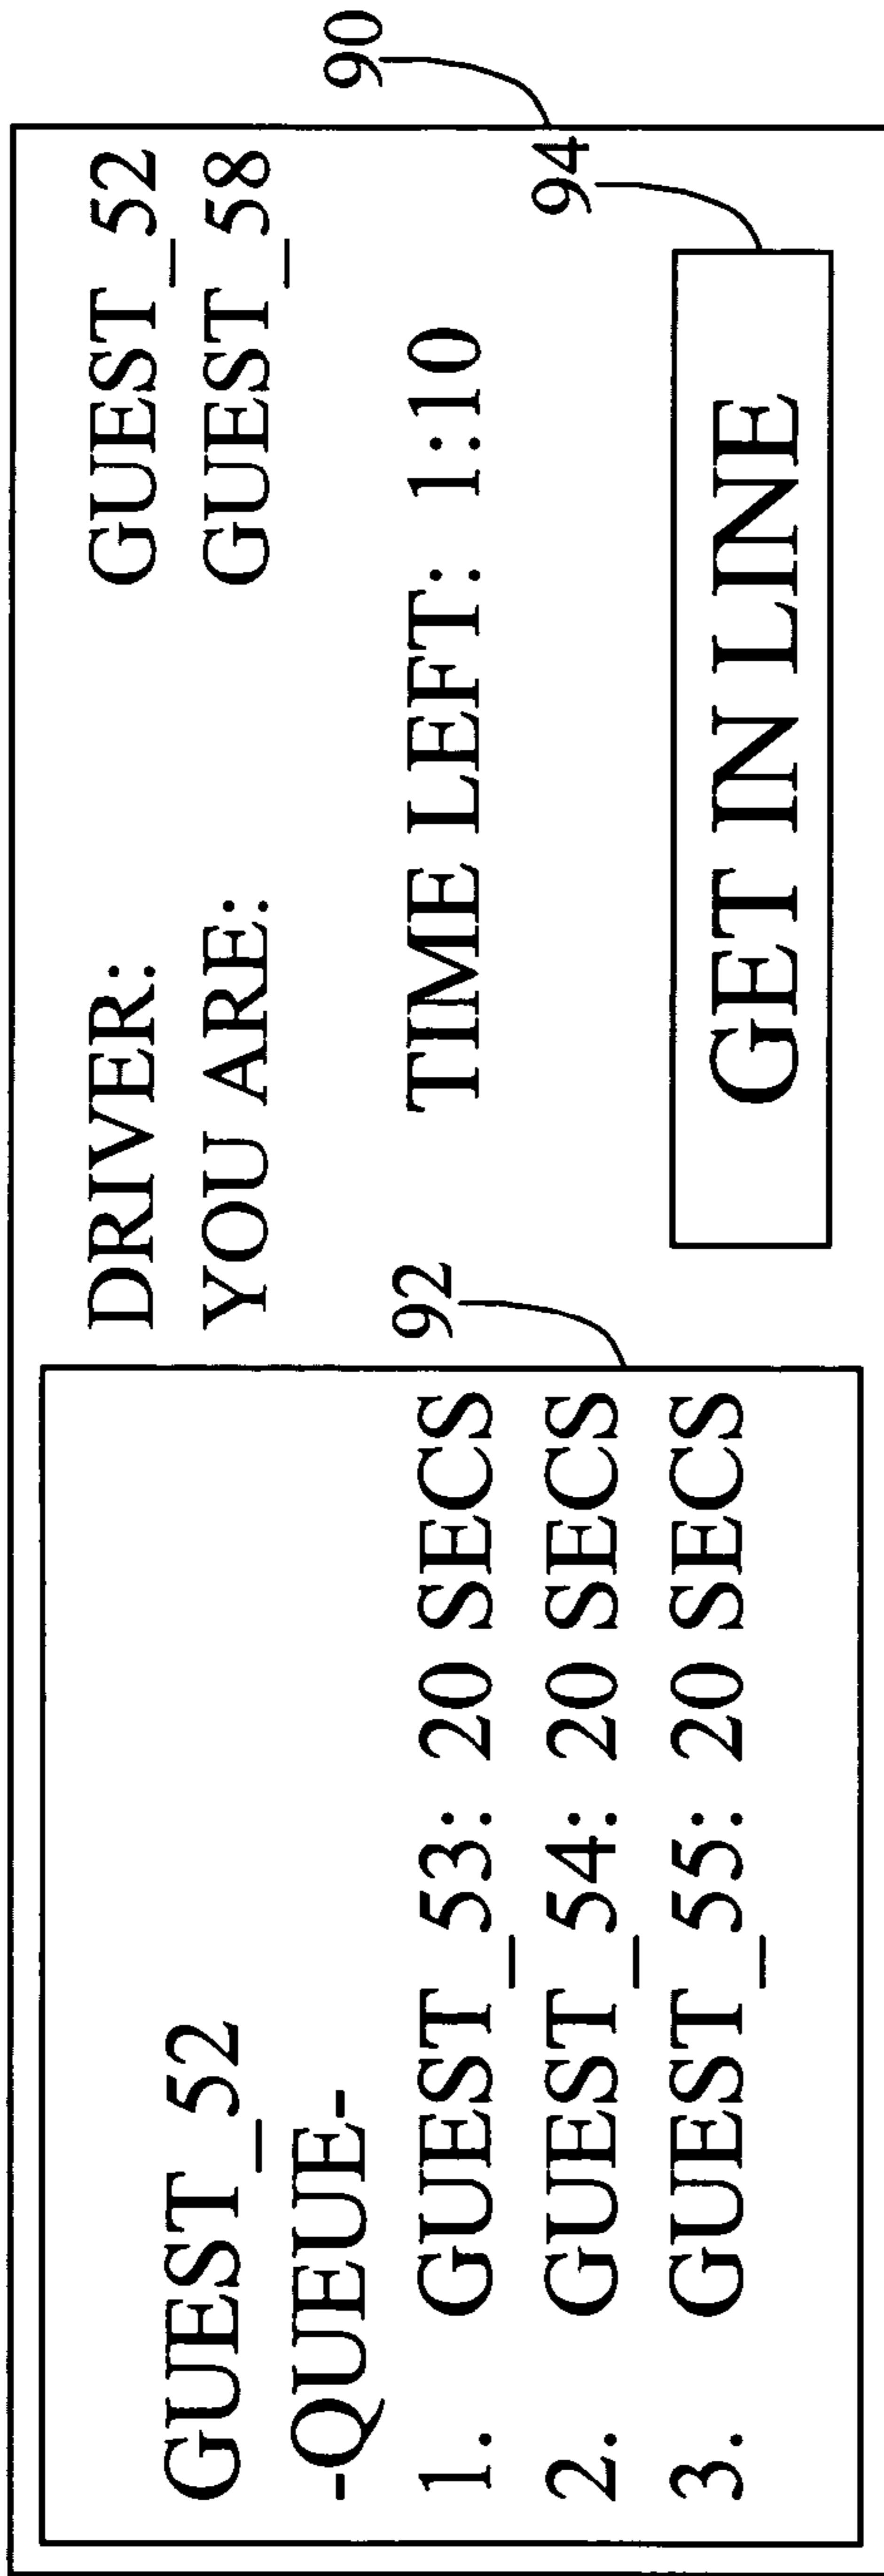 GUEST_52
-QUEUE-
1. GUEST_53: 20 SECS
2. GUEST_54: 20 SECS
3. GUEST_55: 20 SECS
92
DRIVER: GUEST_52
YOU ARE: GUEST_58
TIME LEFT: 1:10
GET IN LINE
94
90